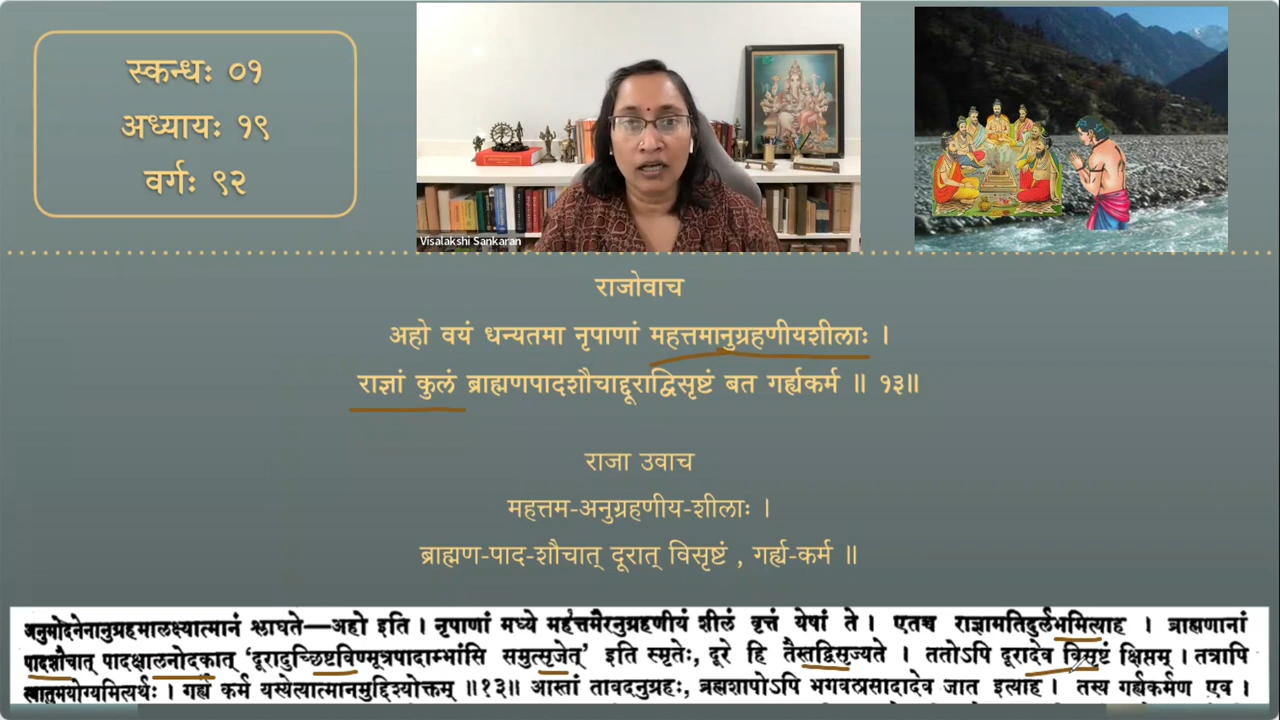 स्कन्धः ०१
अध्यायः १९
वर्गः ९२
Visalakshi Sankaran
राजोवाच
अहो वयं धन्यतमा नृपाणां महत्तमानुग्रहणीयशीलाः ।
राज्ञां कुलं ब्राह्मणपादशौचाद्दूराद्विसृष्टं बत गर्ह्यकर्म ॥ १३॥
राजा उवाच
महत्तम-अनुग्रहणीय-शीलाः ।
ब्राह्मण-पाद-शौचात् दूरात् विसृष्टं , गर्ह्य-कर्म ॥
अनुमोदनेनानुग्रहमालक्ष्यात्मानं श्लाघते—अहो इति । नृपाणां मध्ये महत्तमैरनुग्रहणीयं शीलं वृत्तं येषां ते । एतच्च राज्ञामतिदुर्लभमित्याह । ब्राह्मणानां
पादशौचात् पादक्षालनोदकात् ‘दूरादुच्छिष्टविण्मूत्रपादाम्भांसि समुत्सृजेत्’ इति स्मृतेः, दूरे हि तैस्तद्विसृज्यते । ततोऽपि दूरादेव विसृष्टं क्षिप्तम् । तत्रापि
स्थातुमयोग्यमित्यर्थः । गर्ह्यं कर्म यस्येत्यात्मानमुद्दिश्योक्तम् ॥१३॥ आस्तां तावदनुग्रहः, ब्रह्मशापोऽपि भगवत्प्रसादादेव जात इत्याह । तस्य गर्ह्यकर्मण एव ।